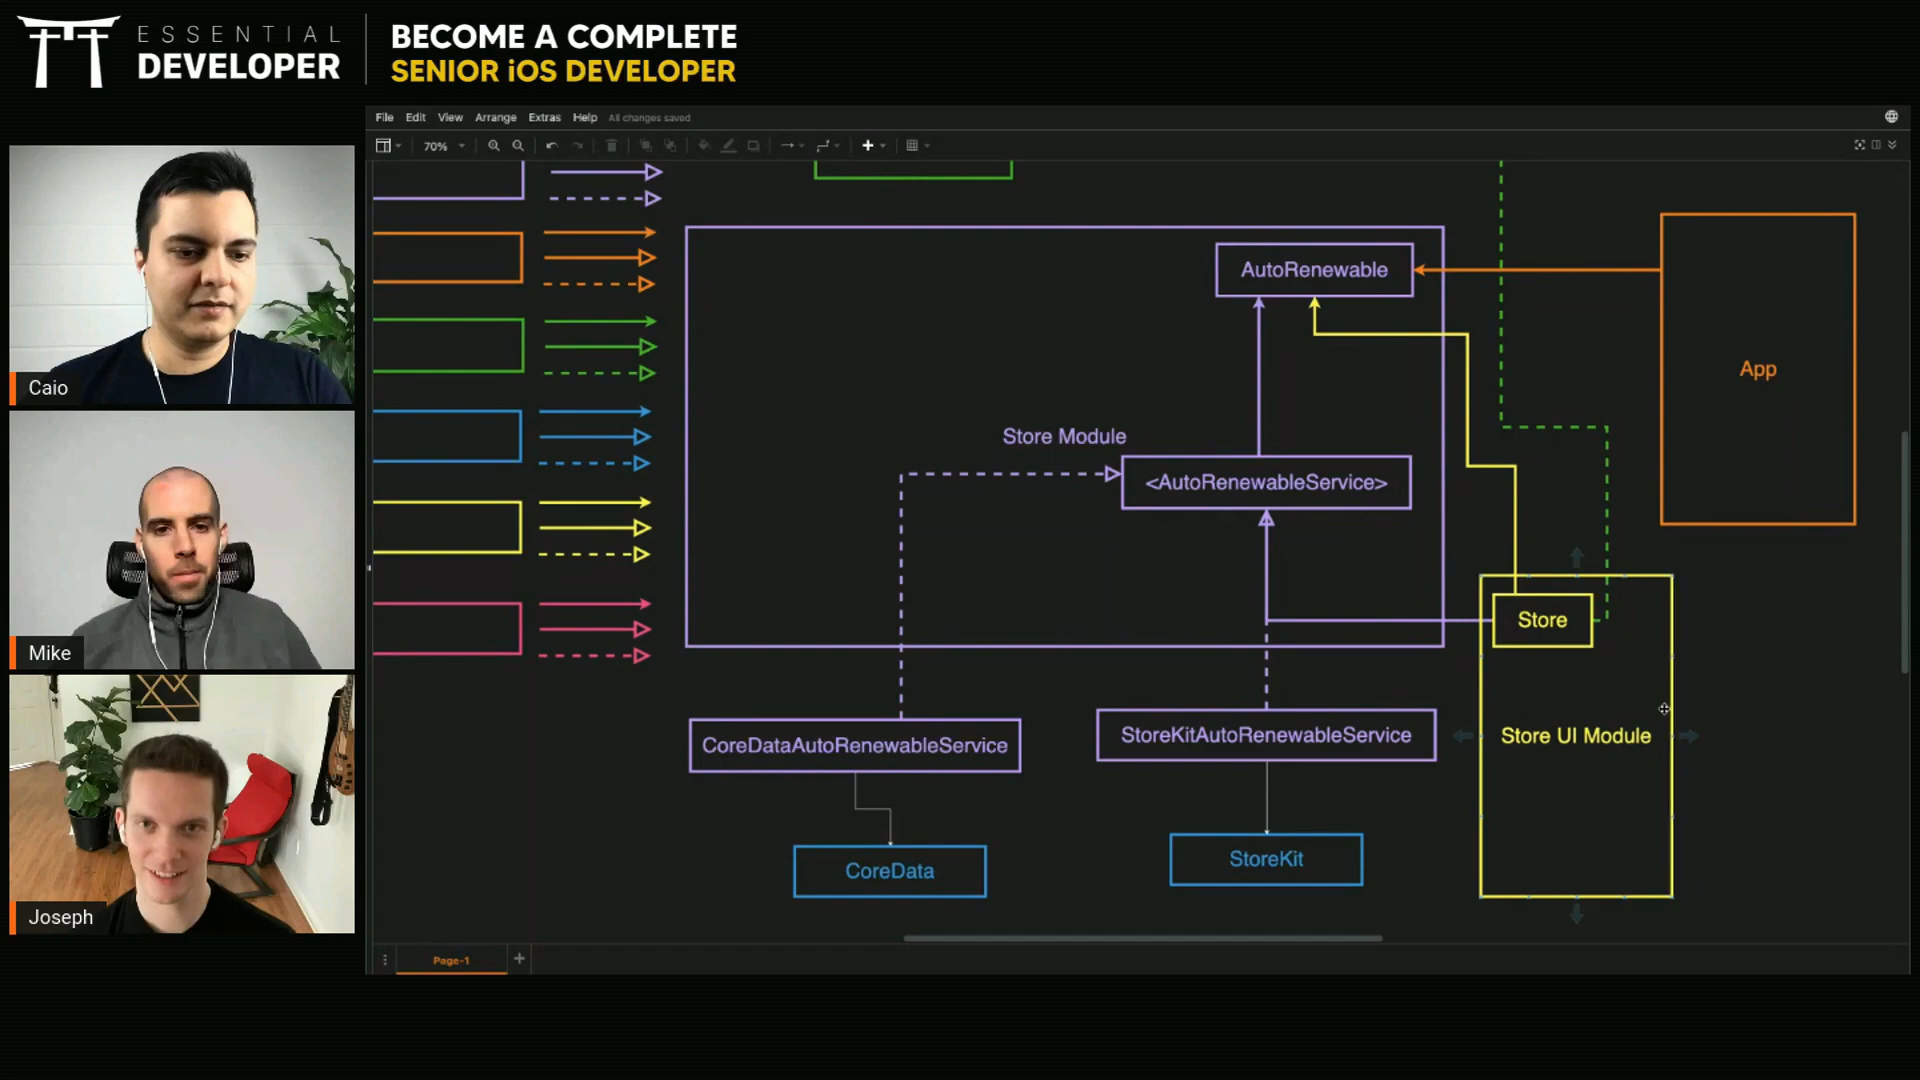 ESSENTIAL
DEVELOPER
BECOME A COMPLETE
SENIOR iOS DEVELOPER
File Edit View Arrange Extras Help All changes saved
70%
Caio
Mike
Joseph
AutoRenewable
App
Store Module
<AutoRenewableService>
Store
Store UI Module
CoreDataAutoRenewableService
StoreKitAutoRenewableService
CoreData
StoreKit
Page-1